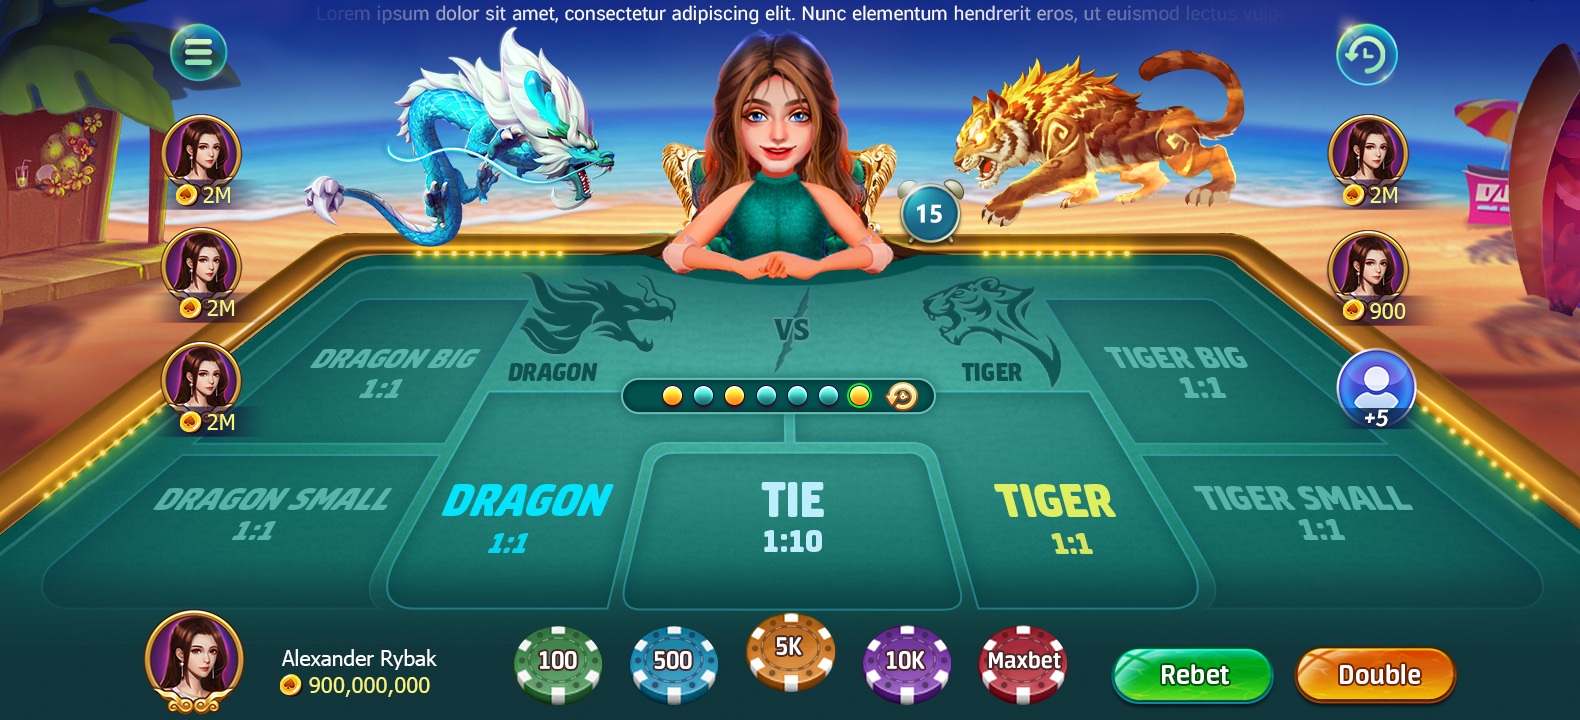 Lorem ipsum dolor sit amet, consectetur adipiscing elit. Nunc elementum hendrerit eros, ut euismod lectus vulpu
2M
2M
2M
15
2M
900
+5
VS
DRAGON
TIGER
DRAGON BIG
1:1
TIGER BIG
1:1
DRAGON SMALL
1:1
DRAGON
1:1
TIE
1:10
TIGER
1:1
TIGER SMALL
1:1
Alexander Rybak
900,000,000
100
500
5K
10K
Maxbet
Rebet
Double